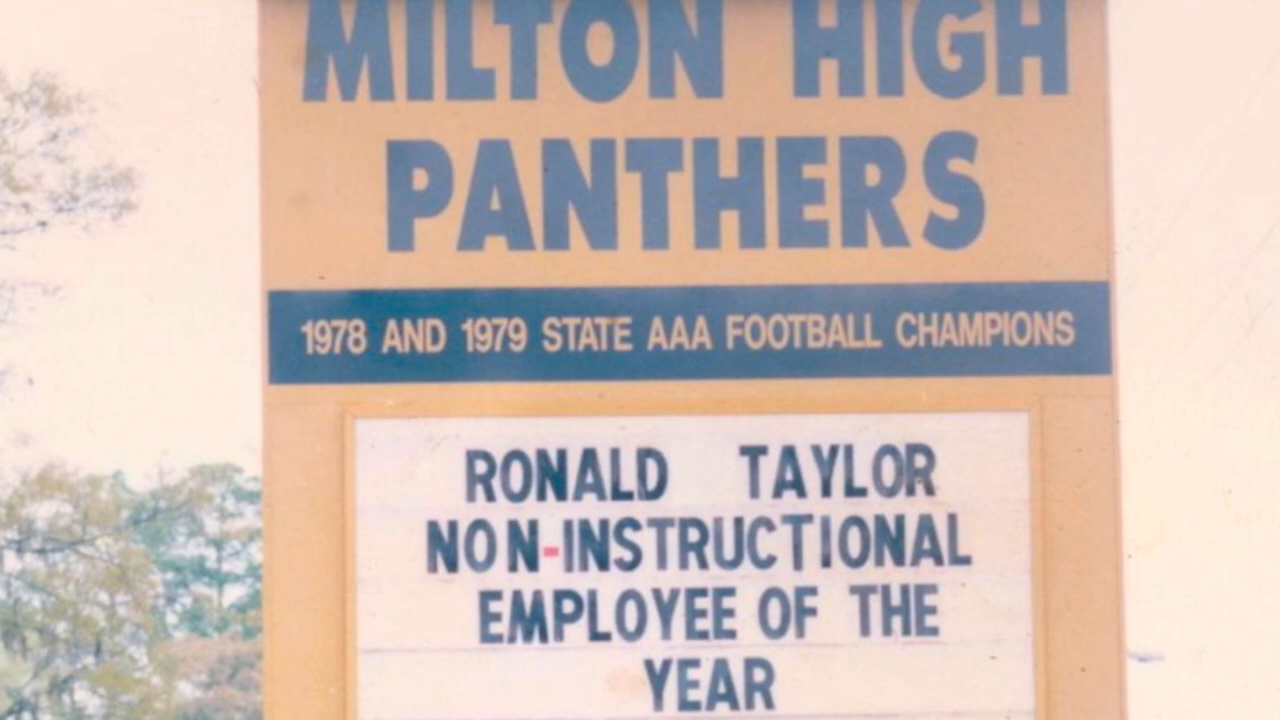 MILTON HIGH
PANTHERS
1978 AND 1979 STATE AAA FOOTBALL CHAMPIONS
RONALD TAYLOR
NON-INSTRUCTIONAL
EMPLOYEE OF THE
YEAR